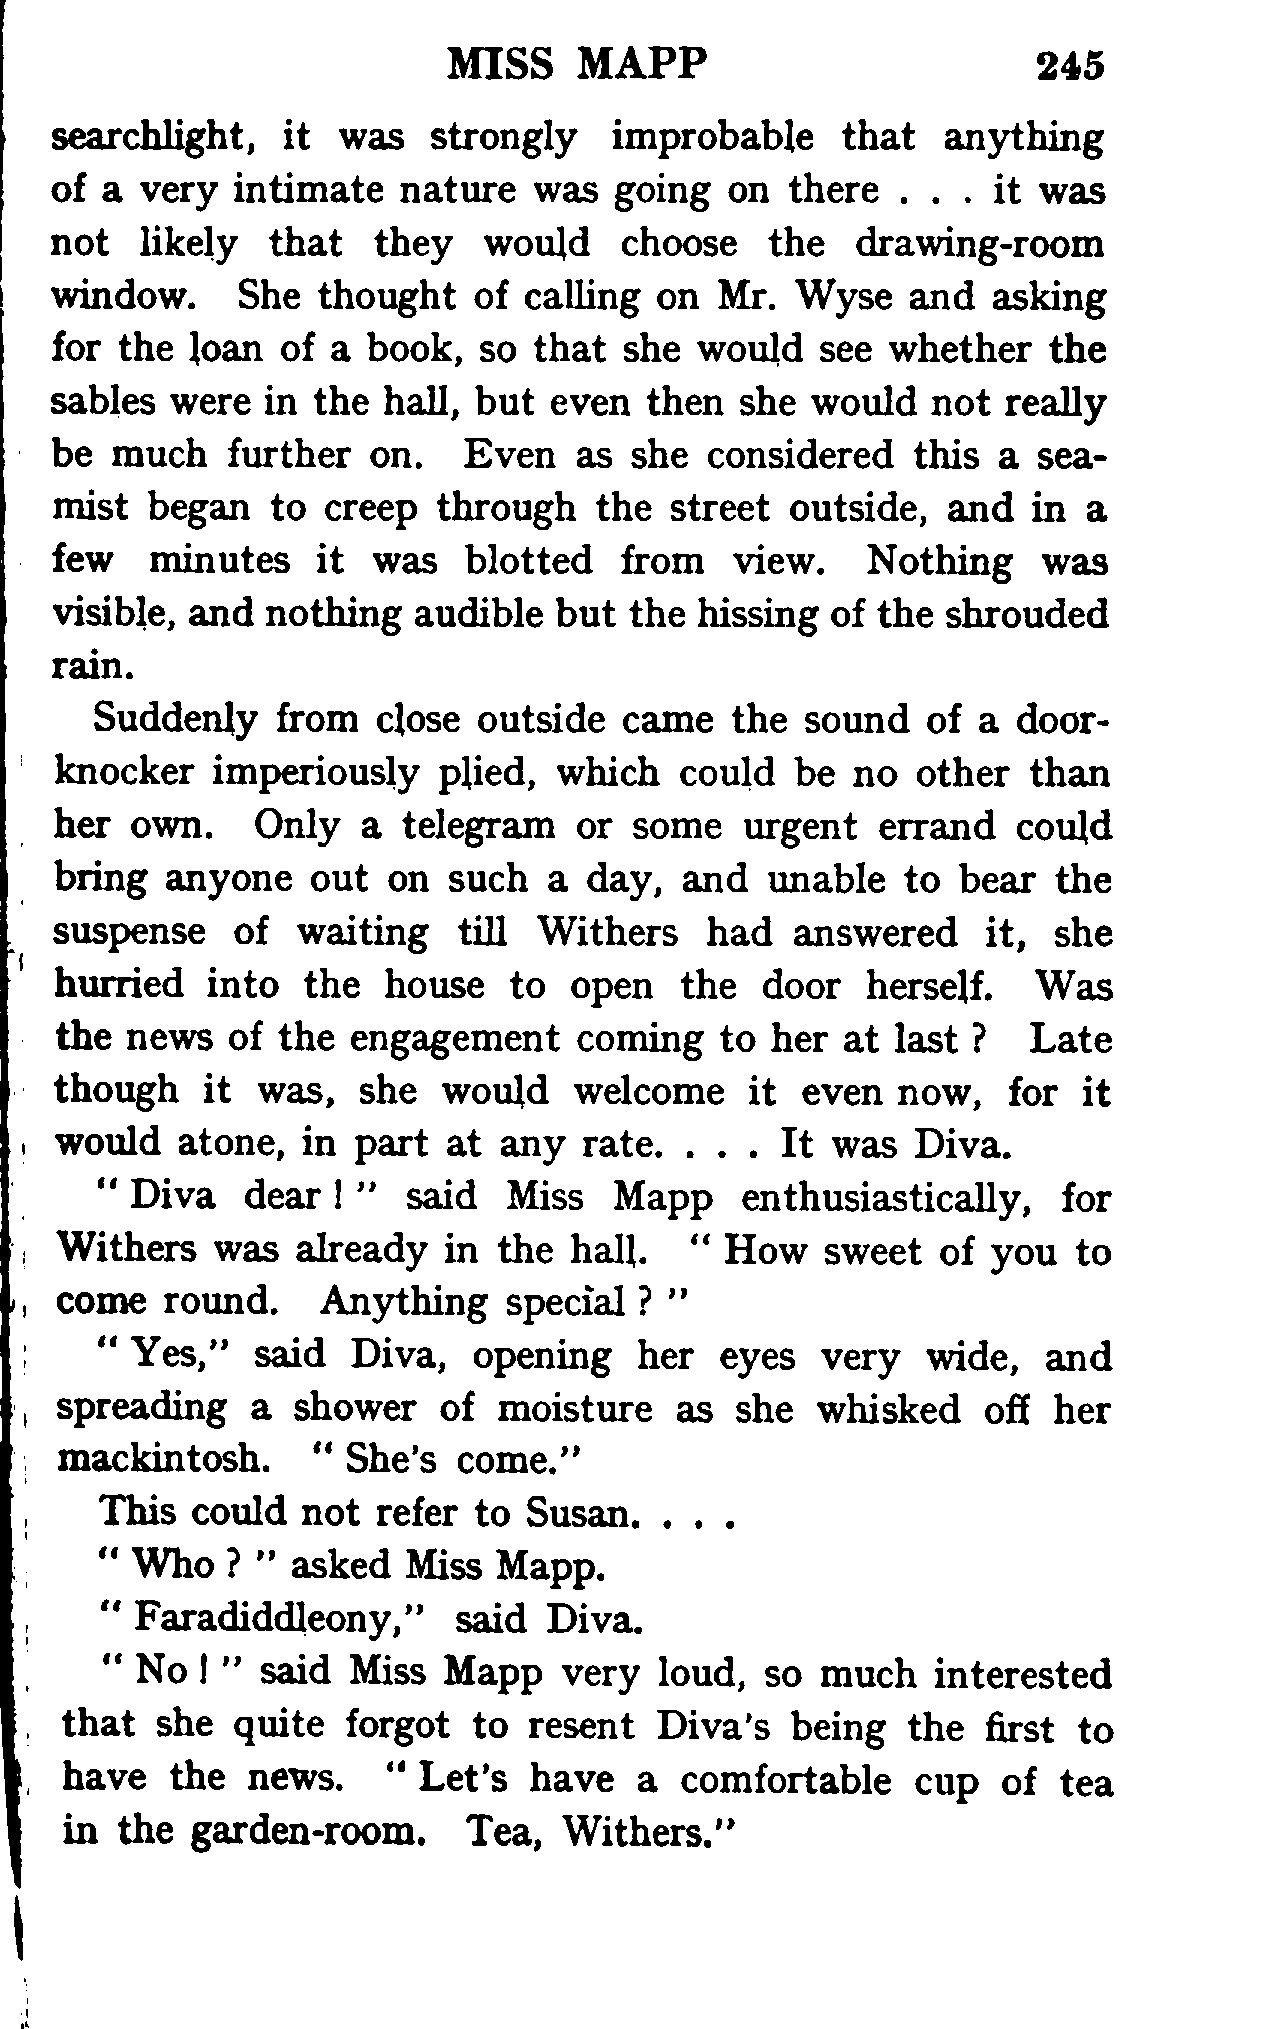 MISS MAPP 245
searchlight, it was strongly improbable that anything
of a very intimate nature was going on there . . . it was
not likely that they would choose the drawing-room
window. She thought of calling on Mr. Wyse and asking
for the loan of a book, so that she would see whether the
sables were in the hall, but even then she would not really
be much further on. Even as she considered this a sea-
mist began to creep through the street outside, and in a
few minutes it was blotted from view. Nothing was
visible, and nothing audible but the hissing of the shrouded
rain.
Suddenly from close outside came the sound of a door-
knocker imperiously plied, which could be no other than
her own. Only a telegram or some urgent errand could
bring anyone out on such a day, and unable to bear the
suspense of waiting till Withers had answered it, she
hurried into the house to open the door herself. Was
the news of the engagement coming to her at last ? Late
though it was, she would welcome it even now, for it
would atone, in part at any rate. . . . It was Diva.
“ Diva dear ! ” said Miss Mapp enthusiastically, for
Withers was already in the hall. “ How sweet of you to
come round. Anything special ? ”
“ Yes,” said Diva, opening her eyes very wide, and
spreading a shower of moisture as she whisked off her
mackintosh. “ She's come.”
This could not refer to Susan. . . .
“ Who ? ” asked Miss Mapp.
“ Faradiddleony,” said Diva.
“ No ! ” said Miss Mapp very loud, so much interested
that she quite forgot to resent Diva's being the first to
have the news. “ Let's have a comfortable cup of tea
in the garden-room. Tea, Withers.”